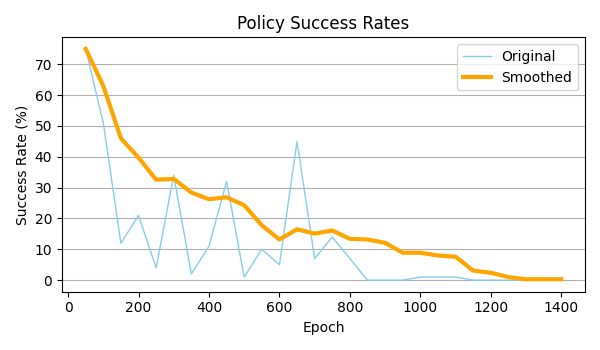 Policy Success Rates
Original
Smoothed
Success Rate (%)
70
60
50
40
30
20
10
0
0 200 400 600 800 1000 1200 1400
Epoch